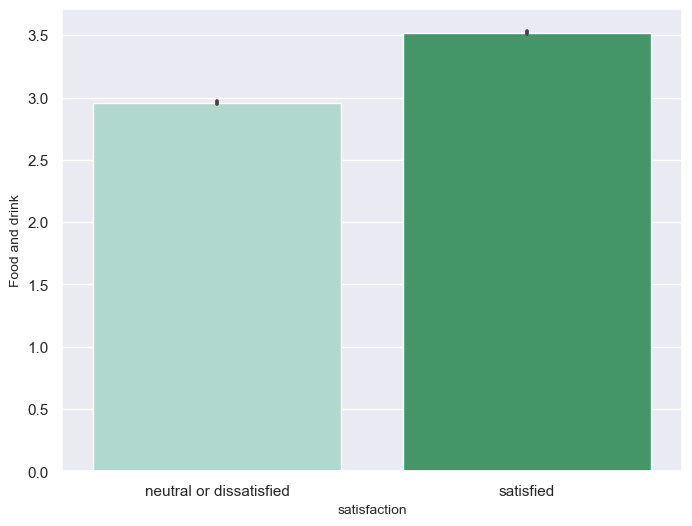 3.5
3.0
2.5
2.0
1.5
1.0
0.5
0.0
Food and drink
neutral or dissatisfied
satisfied
satisfaction